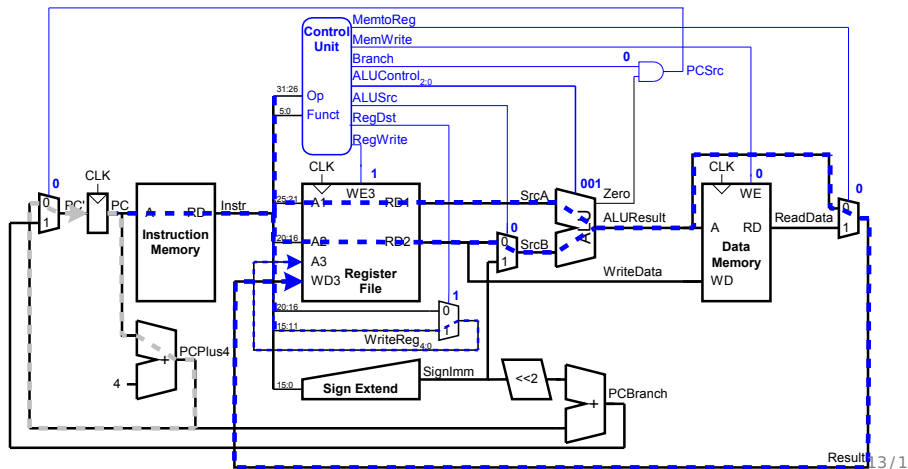 MemtoReg
Control
Unit
MemWrite
Branch
0
PCSrc
ALUControl2:0
31:26
Op
ALUSrc
5:0
Funct
RegDst
RegWrite
CLK
1
0
CLK
CLK
001
0
0
0
1
PC'
PC
A
RD
Instr
Instruction
Memory
25:21
A1
WE3
RD1
SrcA
Zero
ALU
ALUResult
WE
0
1
20:16
A2
RD2
0
0
1
SrcB
A
RD
ReadData
Data
Memory
A3
WD3
Register
File
WriteData
WD
20:16
15:11
1
0
1
WriteReg4:0
PCPlus4
+
4
SignImm
15:0
Sign Extend
<<2
PCBranch
+
Result
13 / 1